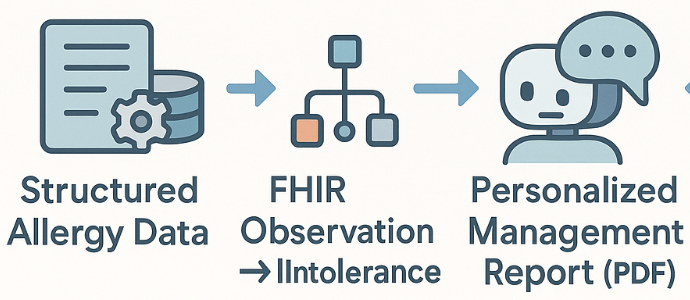 Structured
Allergy Data
FHIR
Observation
→IIntolerance
Personalized
Management
Report (PDF)